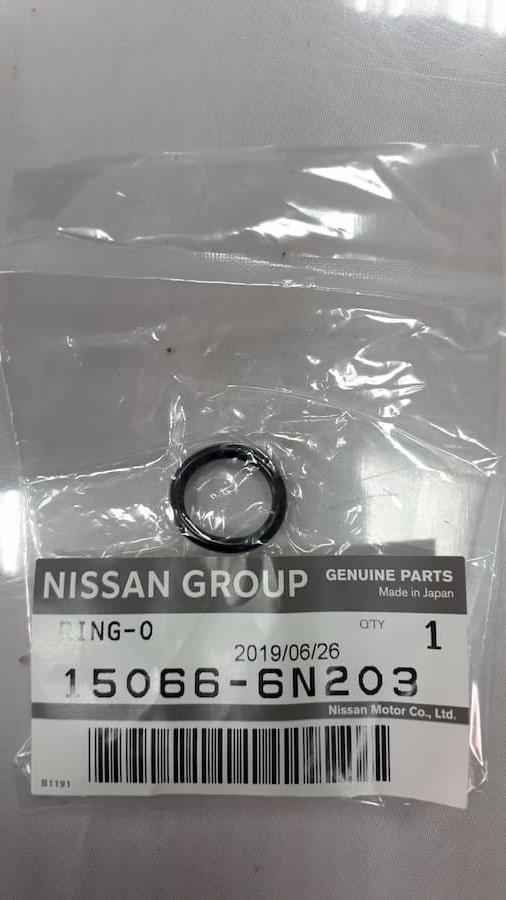 NISSAN GROUP GENUINE PARTS
Made in Japan
RING-O Q'TY 1
2019/06/26
15066-6N203
Nissan Motor Co., Ltd.
B1191